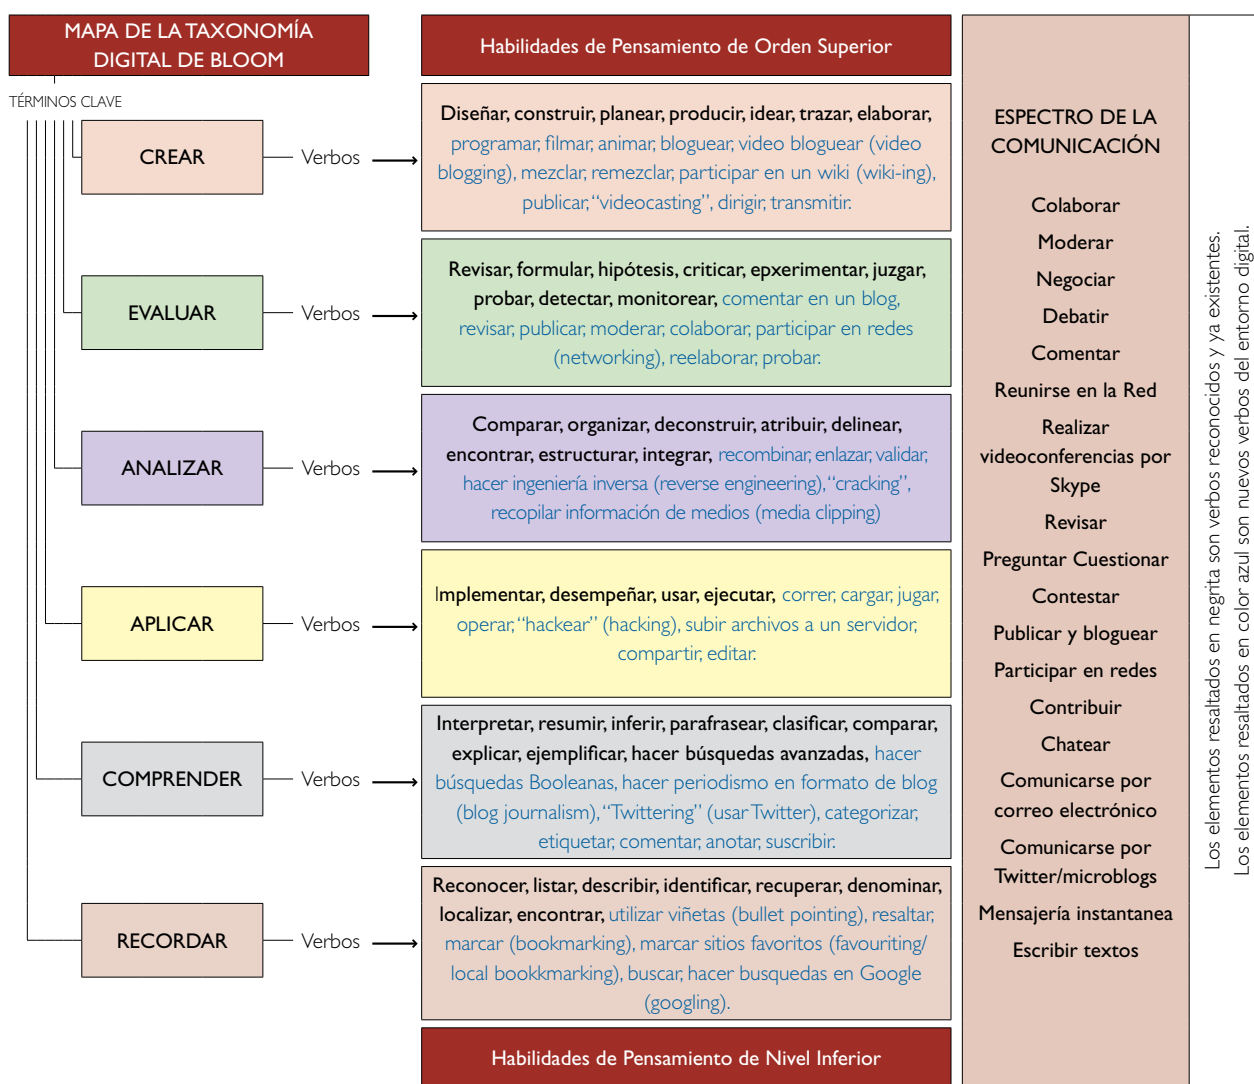 MAPA DE LA TAXONOMÍA
DIGITAL DE BLOOM
TÉRMINOS CLAVE
Habilidades de Pensamiento de Orden Superior
CREAR
Verbos
Diseñar, construir, planear, producir, idear, trazar, elaborar,
programar, filmar, animar, bloguear, video bloguear (video
blogging), mezclar, remezclar, participar en un wiki (wiki-ing),
publicar, “videocasting”, dirigir, transmitir.
EVALUAR
Verbos
Revisar, formular, hipótesis, criticar, epxerimentar, juzgar,
probar, detectar, monitorear, comentar en un blog,
revisar, publicar, moderar, colaborar, participar en redes
(networking), reelaborar, probar.
ANALIZAR
Verbos
Comparar, organizar, deconstruir, atribuir, delinear,
encontrar, estructurar, integrar, recombinar, enlazar, validar,
hacer ingeniería inversa (reverse engineering), “cracking”,
recopilar información de medios (media clipping)
APLICAR
Verbos
Implementar, desempeñar, usar, ejecutar, correr, cargar, jugar,
operar, “hackear” (hacking), subir archivos a un servidor,
compartir, editar.
COMPRENDER
Verbos
Interpretar, resumir, inferir, parafrasear, clasificar, comparar,
explicar, ejemplificar, hacer búsquedas avanzadas, hacer
búsquedas Booleanas, hacer periodismo en formato de blog
(blog journalism), “Twittering” (usar Twitter), categorizar,
etiquetar, comentar, anotar, suscribir.
RECORDAR
Verbos
Reconocer, listar, describir, identificar, recuperar, denominar,
localizar, encontrar, utilizar viñetas (bullet pointing), resaltar,
marcar (bookmarking), marcar sitios favoritos (favouriting/
local bookkmarking), buscar, hacer busquedas en Google
(googling).
Habilidades de Pensamiento de Nivel Inferior
ESPECTRO DE LA
COMUNICACIÓN
Colaborar
Moderar
Negociar
Debatir
Comentar
Reunirse en la Red
Realizar
videoconferencias por
Skype
Revisar
Preguntar Cuestionar
Contestar
Publicar y bloguear
Participar en redes
Contribuir
Chatear
Comunicarse por
correo electrónico
Comunicarse por
Twitter/microblogs
Mensajería instantanea
Escribir textos
Los elementos resaltados en negrita son verbos reconocidos y ya existentes.
Los elementos resaltados en color azul son nuevos verbos del entorno digital.